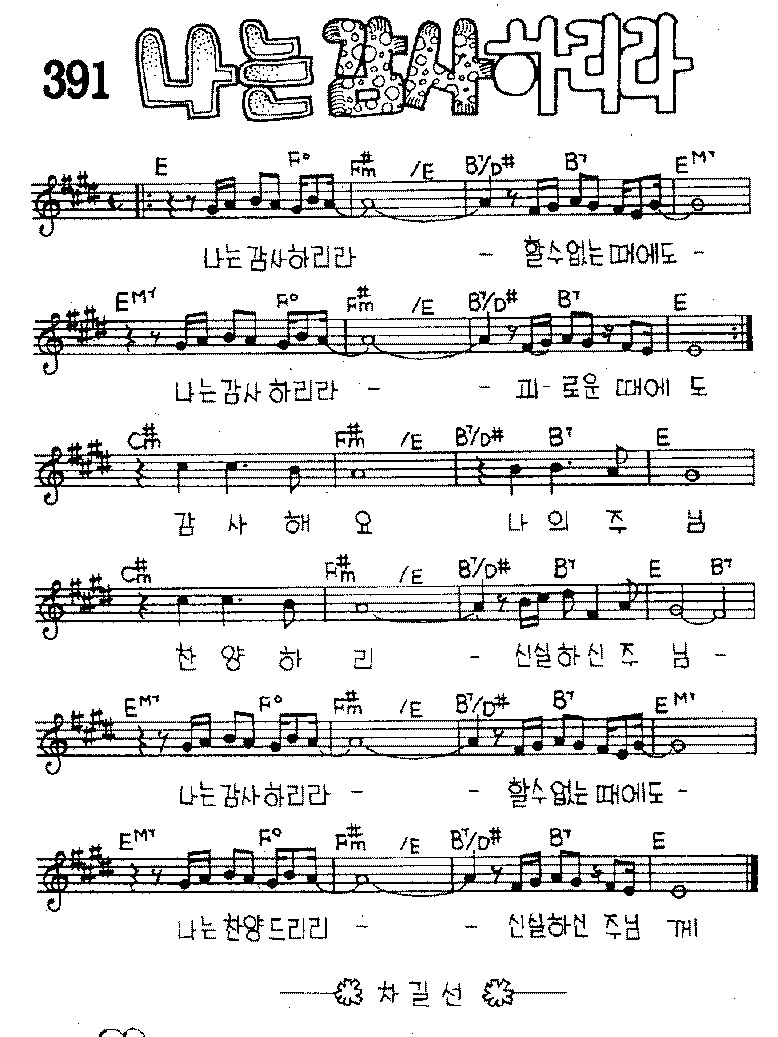 391 나는 감사하리라
E F° F#m /E B7/D# B7 EM7
나는감사하리라 - 할수없는때에도 -
EM7 F° F#m /E B7/D# B7 E
나는감사하리라 - - 피-로운 때에 도
C#m F#m /E B7/D# B7 E
감 사 해 요 나 의 주 님
C#m F#m /E B7/D# B7 E B7
찬 양 하 리 - 신실하신 주 님 -
EM7 F° F#m /E B7/D# B7 E M7
나는감사하리라 - - 할수없는때에도 -
EM7 F° F#m /E B7/D# B7 E
나는찬양드리리 - - 신실하신 주님 께
차 길 선